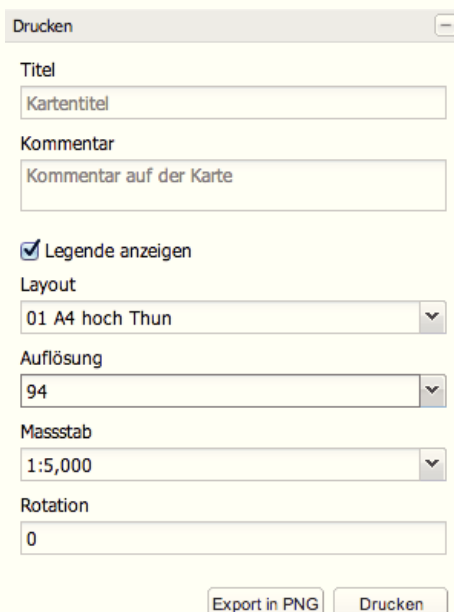 Drucken
Titel
Kartentitel
Kommentar
Kommentar auf der Karte
Legende anzeigen
Layout
01 A4 hoch Thun
Auflösung
94
Massstab
1:5,000
Rotation
0
Export in PNG Drucken